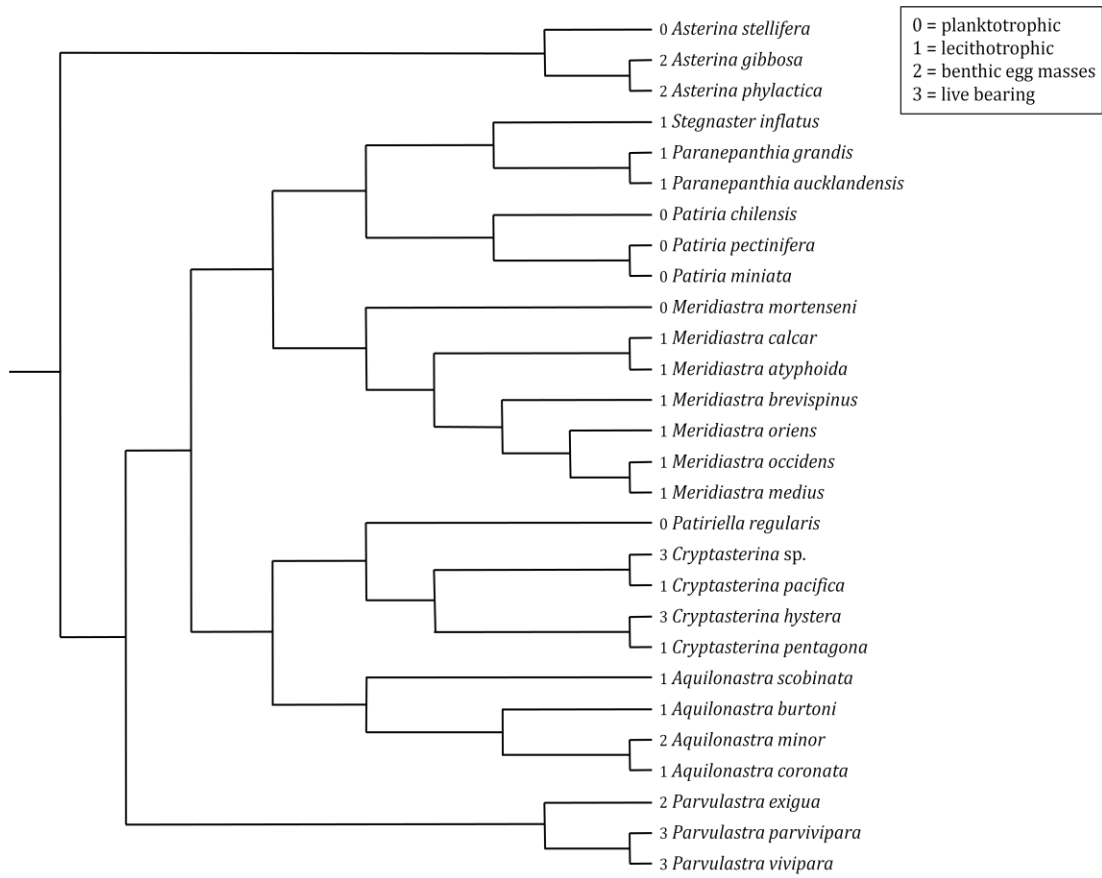 0 = planktotrophic
1 = lecithotrophic
2 = benthic egg masses
3 = live bearing
0 Asterina stellifera
2 Asterina gibbosa
2 Asterina phylactica
1 Stegnaster inflatus
1 Paranepanthia grandis
1 Paranepanthia aucklandensis
0 Patiria chilensis
0 Patiria pectinifera
0 Patiria miniata
0 Meridiastra mortenseni
1 Meridiastra calcar
1 Meridiastra atyphoida
1 Meridiastra brevispinus
1 Meridiastra oriens
1 Meridiastra occidens
1 Meridiastra medius
0 Patiriella regularis
3 Cryptasterina sp.
1 Cryptasterina pacifica
3 Cryptasterina hystera
1 Cryptasterina pentagona
1 Aquilonastra scobinata
1 Aquilonastra burtoni
2 Aquilonastra minor
1 Aquilonastra coronata
2 Parvulastra exigua
3 Parvulastra parvivipara
3 Parvulastra vivipara